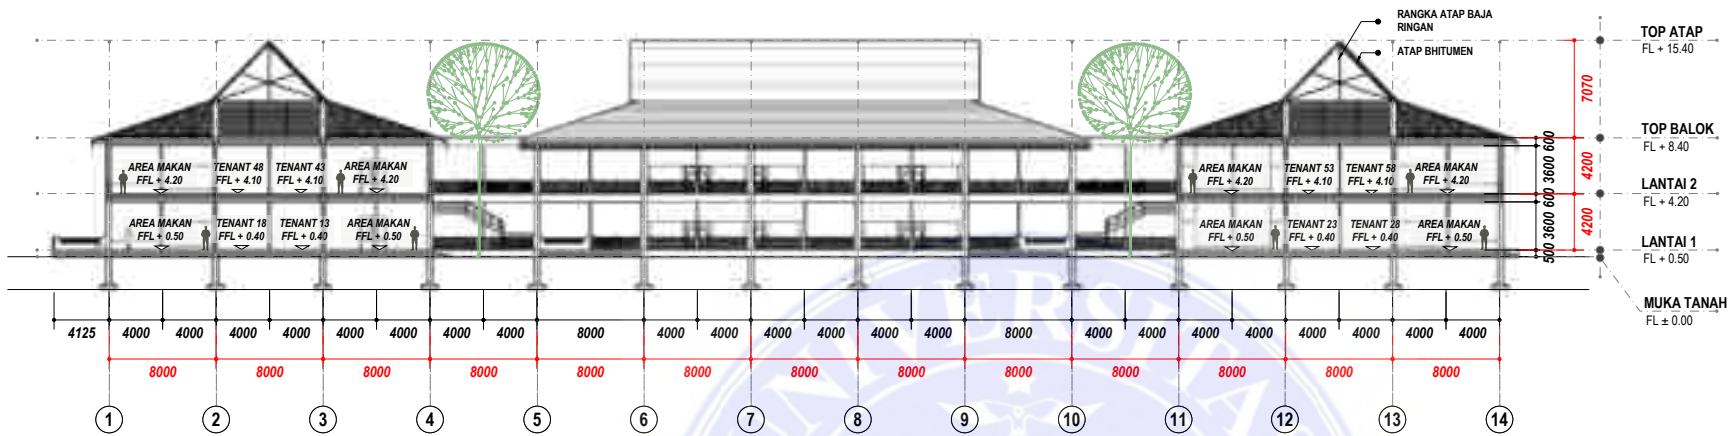 RANGKA ATAP BAJA
RINGAN
ATAP BHITUMEN
TOP ATAP
FL + 15.40
7070
TOP BALOK
FL + 8.40
600
3600
4200
600
LANTAI 2
FL + 4.20
3600
4200
LANTAI 1
FL + 0.50
500
MUKA TANAH
FL ± 0.00
AREA MAKAN
FFL + 4.20
TENANT 48
FFL + 4.10
TENANT 43
FFL + 4.10
AREA MAKAN
FFL + 4.20
AREA MAKAN
FFL + 4.20
TENANT 53
FFL + 4.10
TENANT 58
FFL + 4.10
AREA MAKAN
FFL + 4.20
AREA MAKAN
FFL + 0.50
TENANT 18
FFL + 0.40
TENANT 13
FFL + 0.40
AREA MAKAN
FFL + 0.50
AREA MAKAN
FFL + 0.50
TENANT 23
FFL + 0.40
TENANT 28
FFL + 0.40
AREA MAKAN
FFL + 0.50
4125 4000 4000 4000 4000 4000 4000 4000 4000 8000 4000 4000 4000 4000 4000 4000 8000 4000 4000 4000 4000 4000 4000 4000 4000
8000 8000 8000 8000 8000 8000 8000 8000 8000 8000 8000 8000 8000
1 2 3 4 5 6 7 8 9 10 11 12 13 14
UNIVERSITA